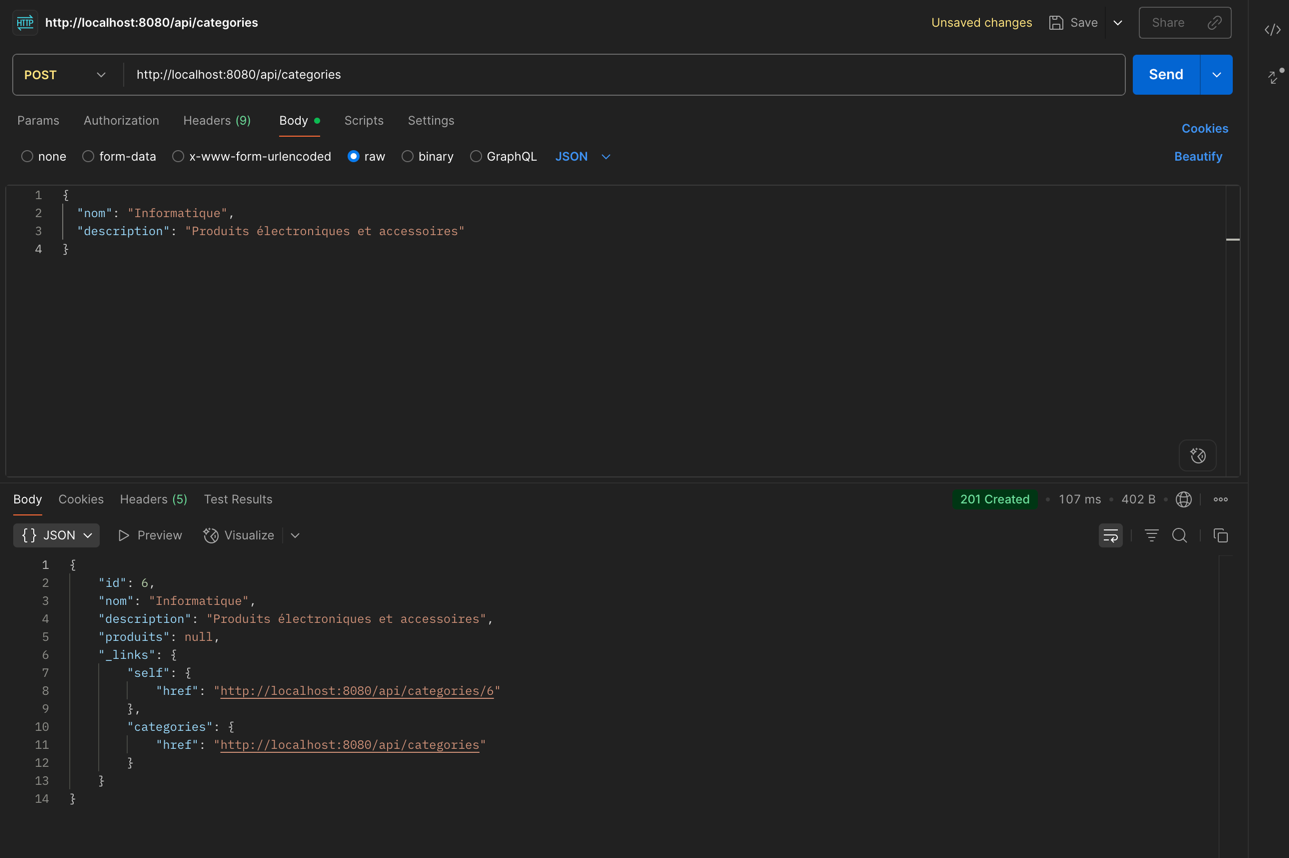 HTTP http://localhost:8080/api/categories Unsaved changes Save Share
POST http://localhost:8080/api/categories Send
Params Authorization Headers (9) Body Scripts Settings Cookies
none form-data x-www-form-urlencoded raw binary GraphQL JSON Beautify
1 {
2 "nom": "Informatique",
3 "description": "Produits électroniques et accessoires"
4 }
Body Cookies Headers (5) Test Results 201 Created • 107 ms • 402 B •
{} JSON Preview Visualize
1 {
2 "id": 6,
3 "nom": "Informatique",
4 "description": "Produits électroniques et accessoires",
5 "produits": null,
6 "_links": {
7 "self": {
8 "href": "http://localhost:8080/api/categories/6"
9 },
10 "categories": {
11 "href": "http://localhost:8080/api/categories"
12 }
13 }
14 }